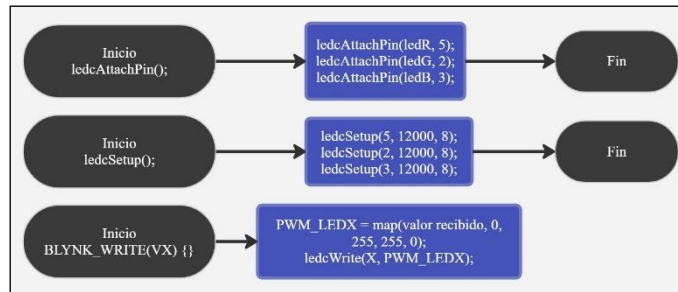 Inicio
ledcAttachPin();
ledcAttachPin(ledR, 5);
ledcAttachPin(ledG, 2);
ledcAttachPin(ledB, 3);
Fin
Inicio
ledcSetup();
ledcSetup(5, 12000, 8);
ledcSetup(2, 12000, 8);
ledcSetup(3, 12000, 8);
Fin
Inicio
BLYNK_WRITE(VX) {}
PWM_LEDX = map(valor recibido, 0,
255, 255, 0);
ledcWrite(X, PWM_LEDX);